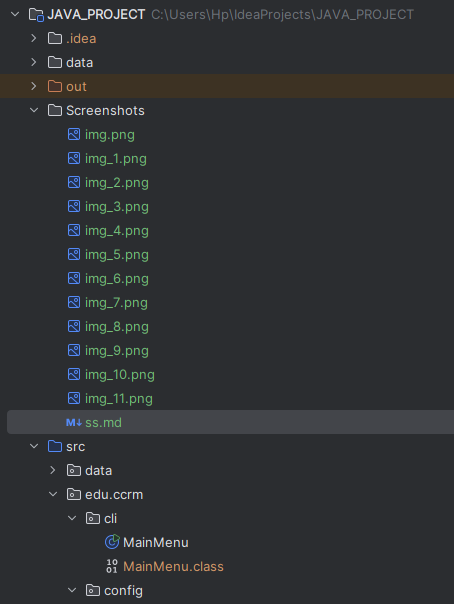 JAVA_PROJECT C:\Users\Hp\IdeaProjects\JAVA_PROJECT
.idea
data
out
Screenshots
img.png
img_1.png
img_2.png
img_3.png
img_4.png
img_5.png
img_6.png
img_7.png
img_8.png
img_9.png
img_10.png
img_11.png
M↓ ss.md
src
data
edu.ccrm
cli
MainMenu
10
01 MainMenu.class
config